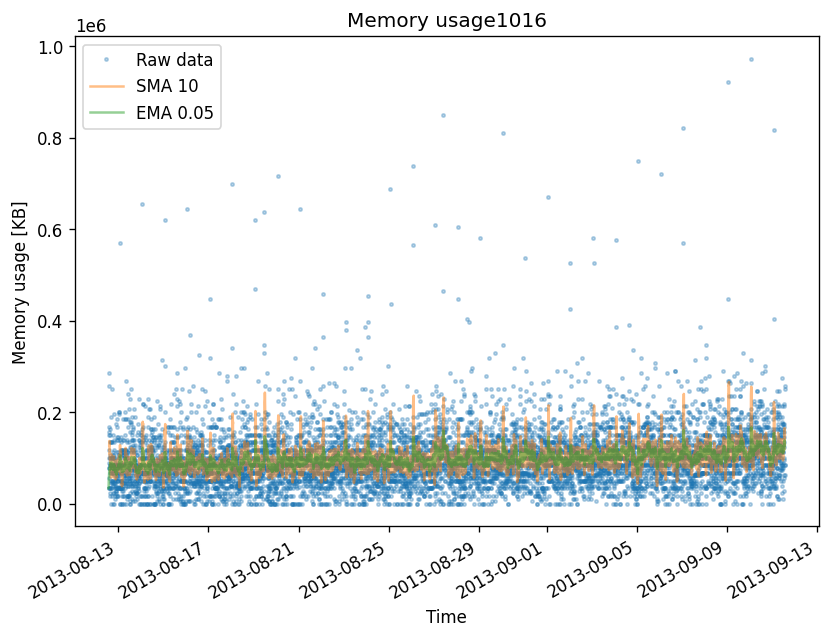 Memory usage1016
1e6
Raw data
SMA 10
EMA 0.05
1.0
0.8
0.6
0.4
0.2
0.0
Memory usage [KB]
2013-08-13
2013-08-17
2013-08-21
2013-08-25
2013-08-29
2013-09-01
2013-09-05
2013-09-09
2013-09-13
Time